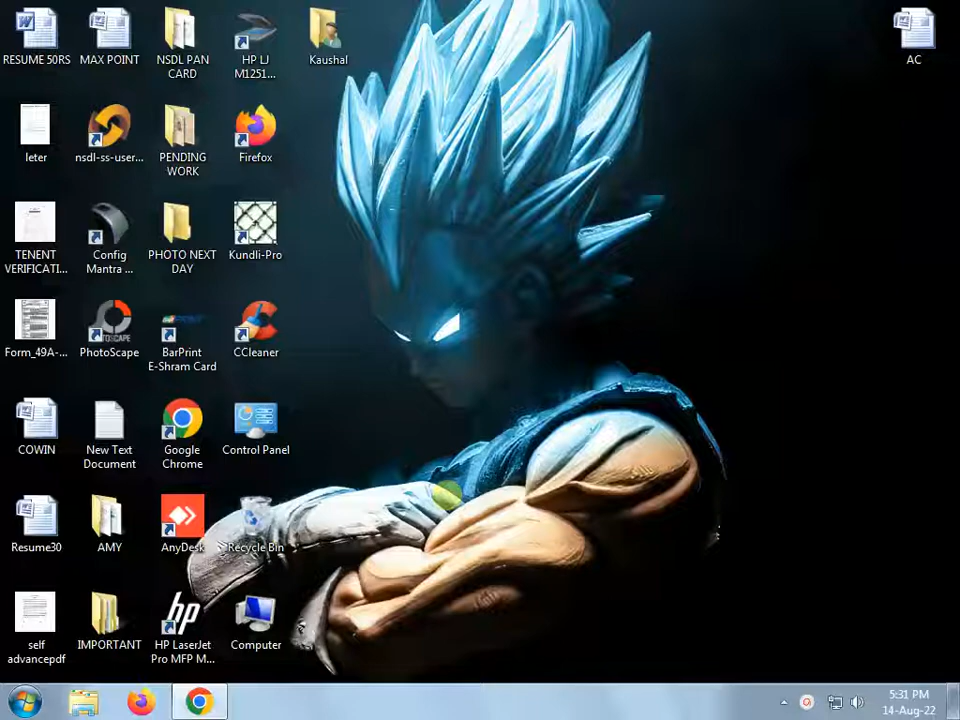 RESUME 50RS
MAX POINT
NSDL PAN
CARD
HP LJ
M1251...
Kaushal
AC
leter
nsdl-ss-user...
PENDING
WORK
Firefox
TENENT
VERIFICATI...
Config
Mantra ...
PHOTO NEXT
DAY
Kundli-Pro
Form_49A-...
PhotoScape
BarPrint
E-Shram Card
CCleaner
COWIN
New Text
Document
Google
Chrome
Control Panel
Resume30
AMY
AnyDesk
Recycle Bin
self
advancepdf
IMPORTANT
hp
HP LaserJet
Pro MFP M...
Computer
5:31 PM
14-Aug-22